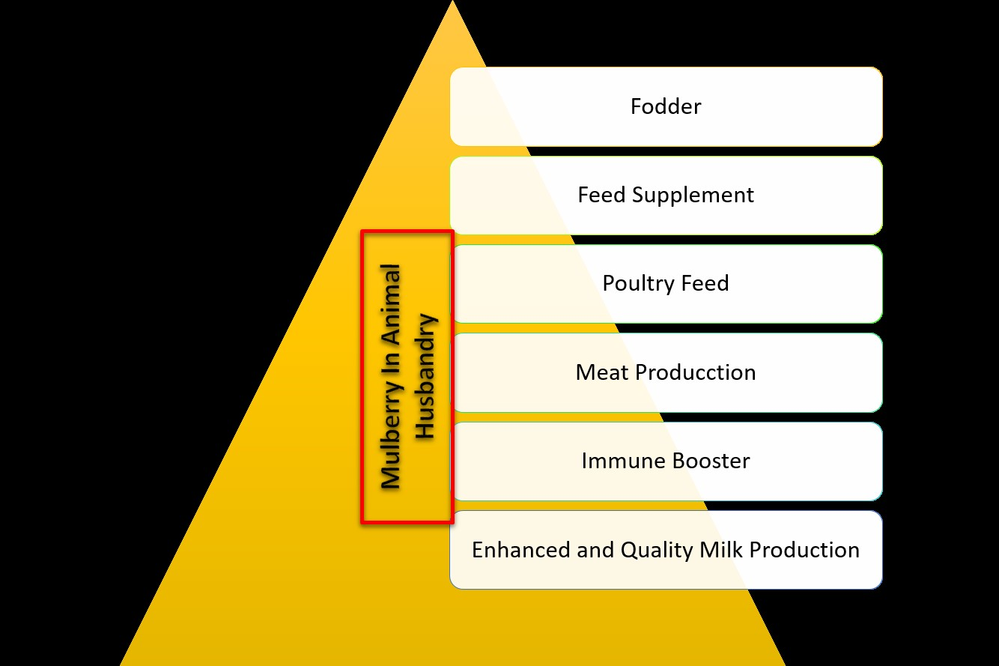 Fodder
Feed Supplement
Poultry Feed
Meat Producction
Immune Booster
Enhanced and Quality Milk Production
Mulberry In Animal
Husbandry